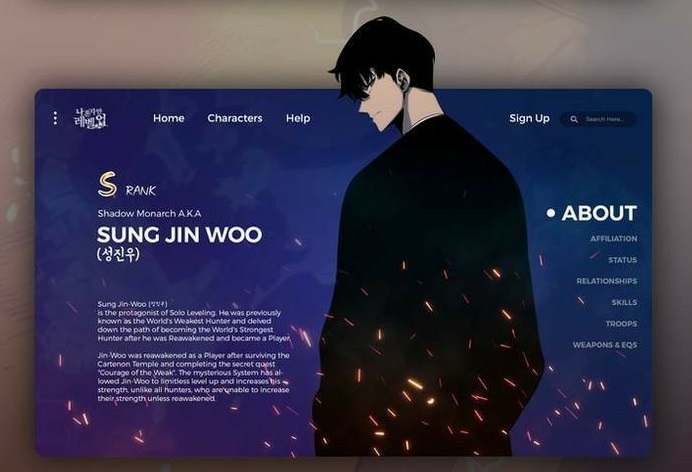 나 혼자만
레벨업
Home Characters Help Sign Up Search Here...
S RANK
Shadow Monarch A.K.A
SUNG JIN WOO
(성진우)
Sung Jin-Woo (성진우)
is the protagonist of Solo Leveling. He was previously
known as the World's Weakest Hunter and delved
down the path of becoming the World's Strongest
Hunter after he was Reawakened and became a Player
Jin-Woo was reawakened as a Player after surviving the
Cartenon Temple and completing the secret quest
"Courage of the Weak". The mysterious System has al-
lowed Jin-Woo to limitless level up and increases his
strength, unlike all hunters, who are unable to increase
their strength unless reawakened.
• ABOUT
AFFILIATION
STATUS
RELATIONSHIPS
SKILLS
TROOPS
WEAPONS & EQS